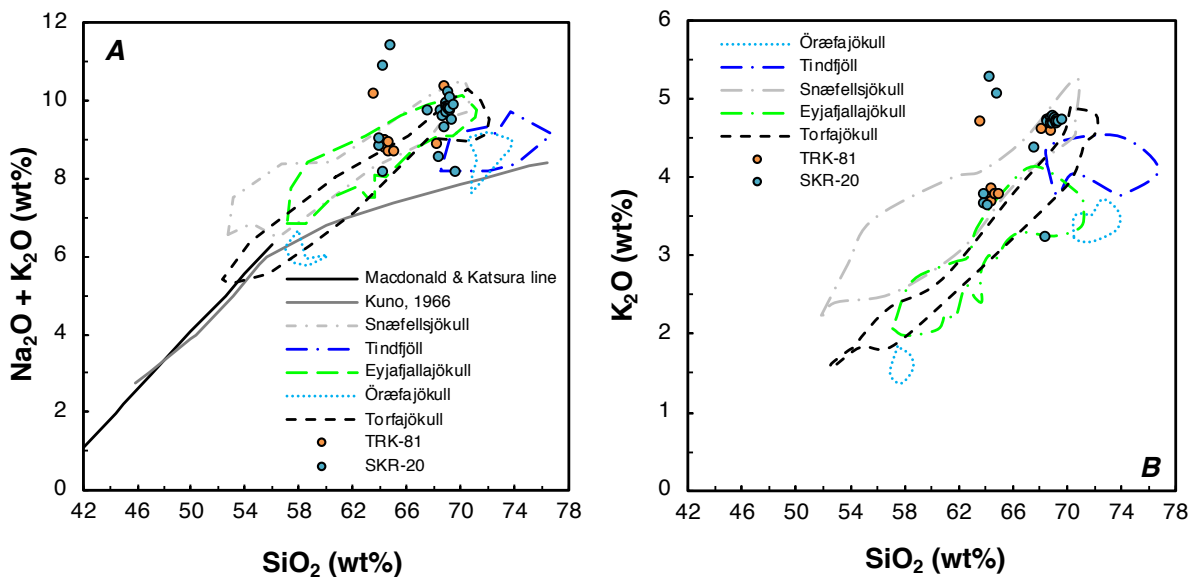 A
12
10
8
6
4
2
0
Na₂O + K₂O (wt%)
Macdonald & Katsura line
Kuno, 1966
Snæfellsjökull
Tindfjöll
Eyjafjallajökull
Öræfajökull
Torfajökull
TRK-81
SKR-20
42 46 50 54 58 62 66 70 74 78
SiO₂ (wt%)
Öræfajökull
Tindfjöll
Snæfellsjökull
Eyjafjallajökull
Torfajökull
TRK-81
SKR-20
6
5
4
3
2
1
0
K₂O (wt%)
B
42 46 50 54 58 62 66 70 74 78
SiO₂ (wt%)